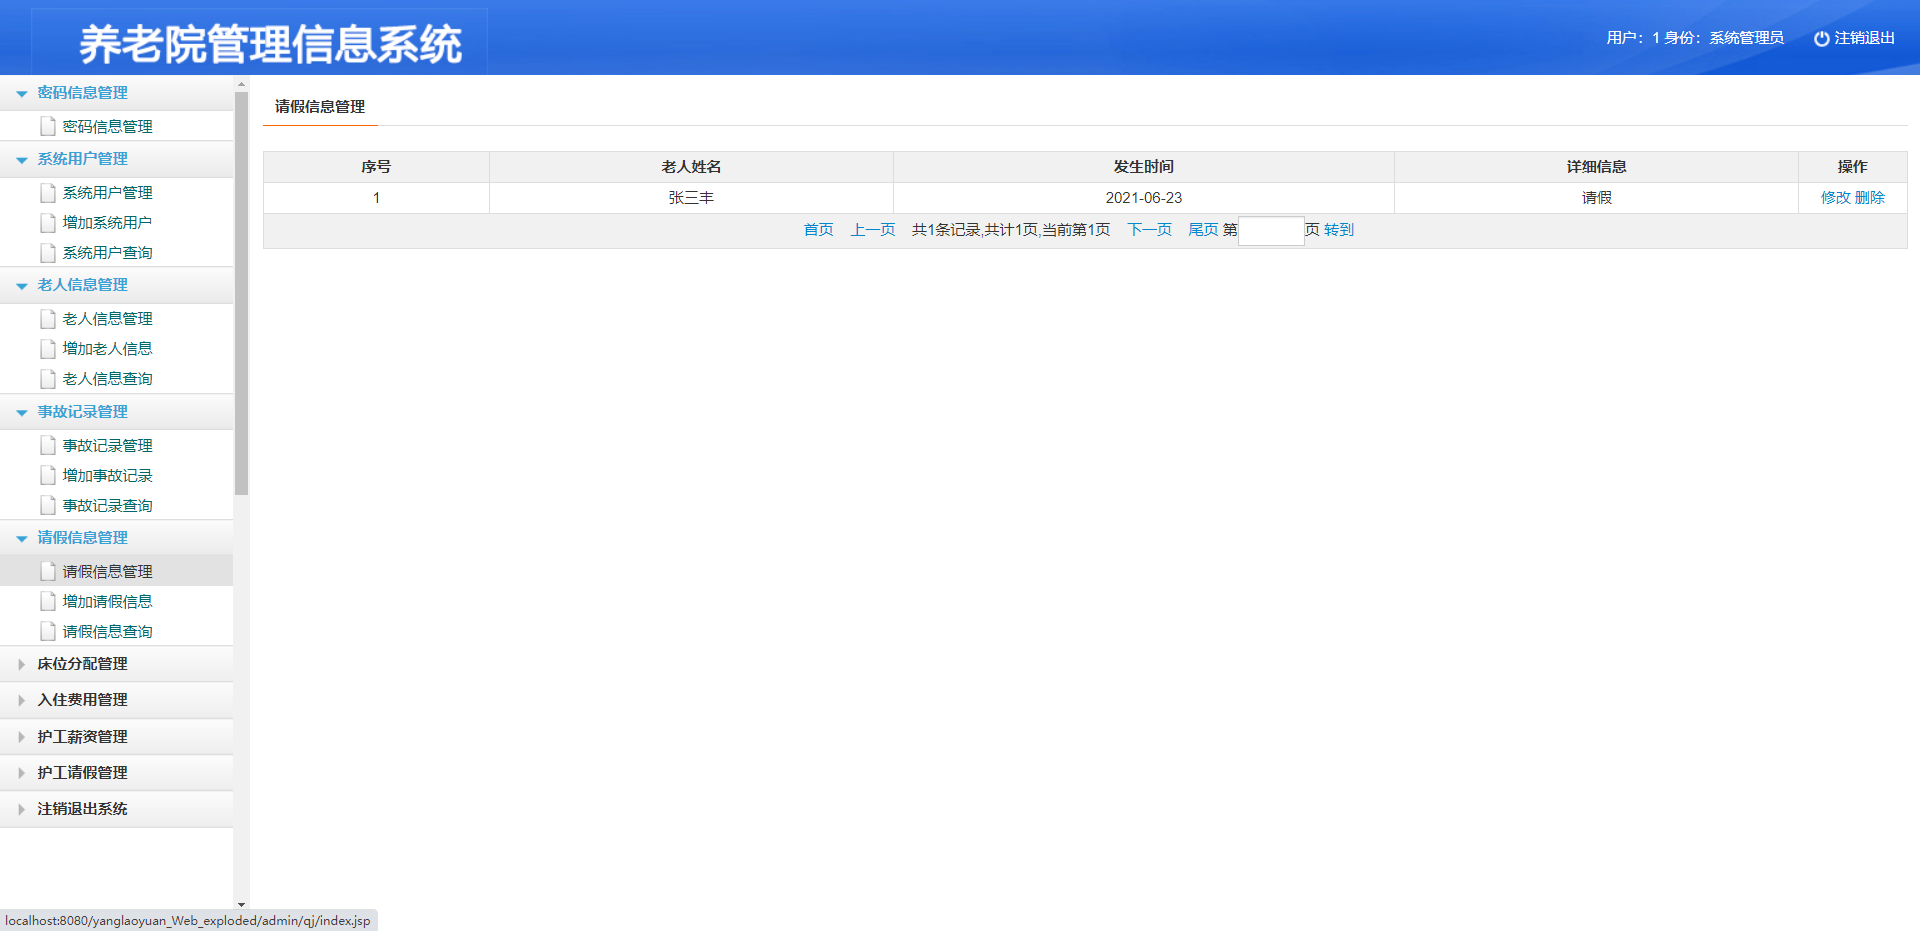 养老院管理信息系统
用户：1 身份：系统管理员 注销退出
密码信息管理
密码信息管理
系统用户管理
系统用户管理
增加系统用户
系统用户查询
老人信息管理
老人信息管理
增加老人信息
老人信息查询
事故记录管理
事故记录管理
增加事故记录
事故记录查询
请假信息管理
请假信息管理
增加请假信息
请假信息查询
床位分配管理
入住费用管理
护工薪资管理
护工请假管理
注销退出系统
请假信息管理
序号 老人姓名 发生时间 详细信息 操作
1 张三丰 2021-06-23 请假 修改 删除
首页 上一页 共1条记录,共计1页,当前第1页 下一页 尾页 第 页 转到
localhost:8080/yanglaoyuan_Web_exploded/admin/qj/index.jsp